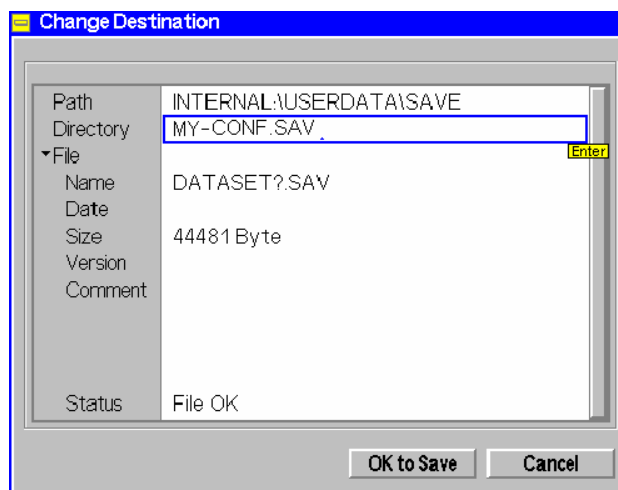 Change Destination
Path INTERNAL:\USERDATA\SAVE
Directory MY-CONF.SAV
Enter
File
Name DATASET?.SAV
Date
Size 44481 Byte
Version
Comment
Status File OK
OK to Save Cancel